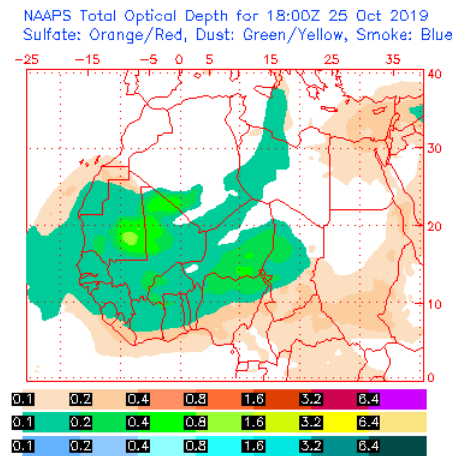 NAAPS Total Optical Depth for 18:00Z 25 Oct 2019
Sulfate: Orange/Red, Dust: Green/Yellow, Smoke: Blue
-25 -15 -5 0 5 15 25 35
40
30
20
10
0
0.1 0.2 0.4 0.8 1.6 3.2 6.4
0.1 0.2 0.4 0.8 1.6 3.2 6.4
0.1 0.2 0.4 0.8 1.6 3.2 6.4